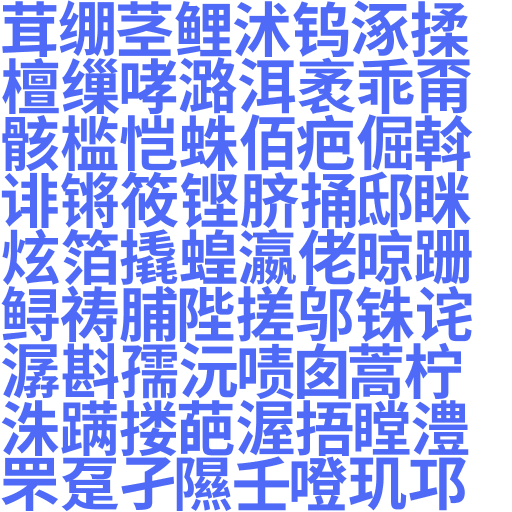 茸绷茎鲤沭钨涿揉
檀缫哮潞洱袤乖甭
骸槛恺蛛佰疤倔斡
诽锵筱铿脐捅邸眯
炫箔撬蝗瀛佬晾跚
鲟祷脯陛搓邬铢诧
潺斟孺沅啧囱蒿柠
洙蹒搂葩渥捂瞠澧
罘趸孑隰壬噔玑邛